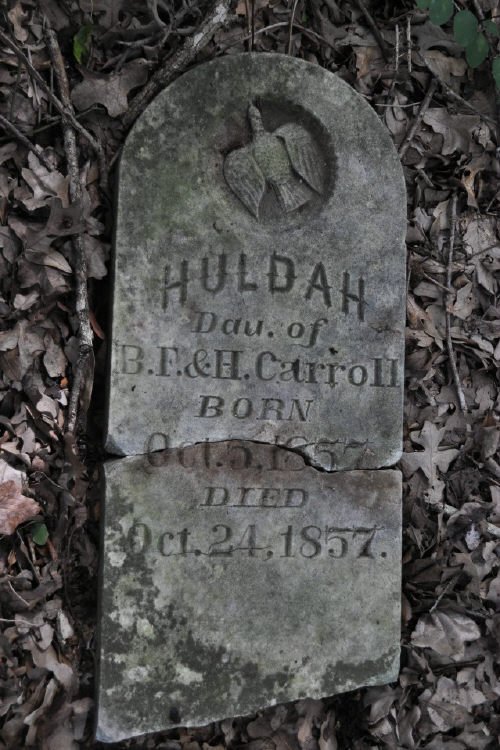 HULDAH
Dau. of
B.F.&H. Carroll
BORN
Oct. 5, 1857
DIED
Oct. 24, 1857.